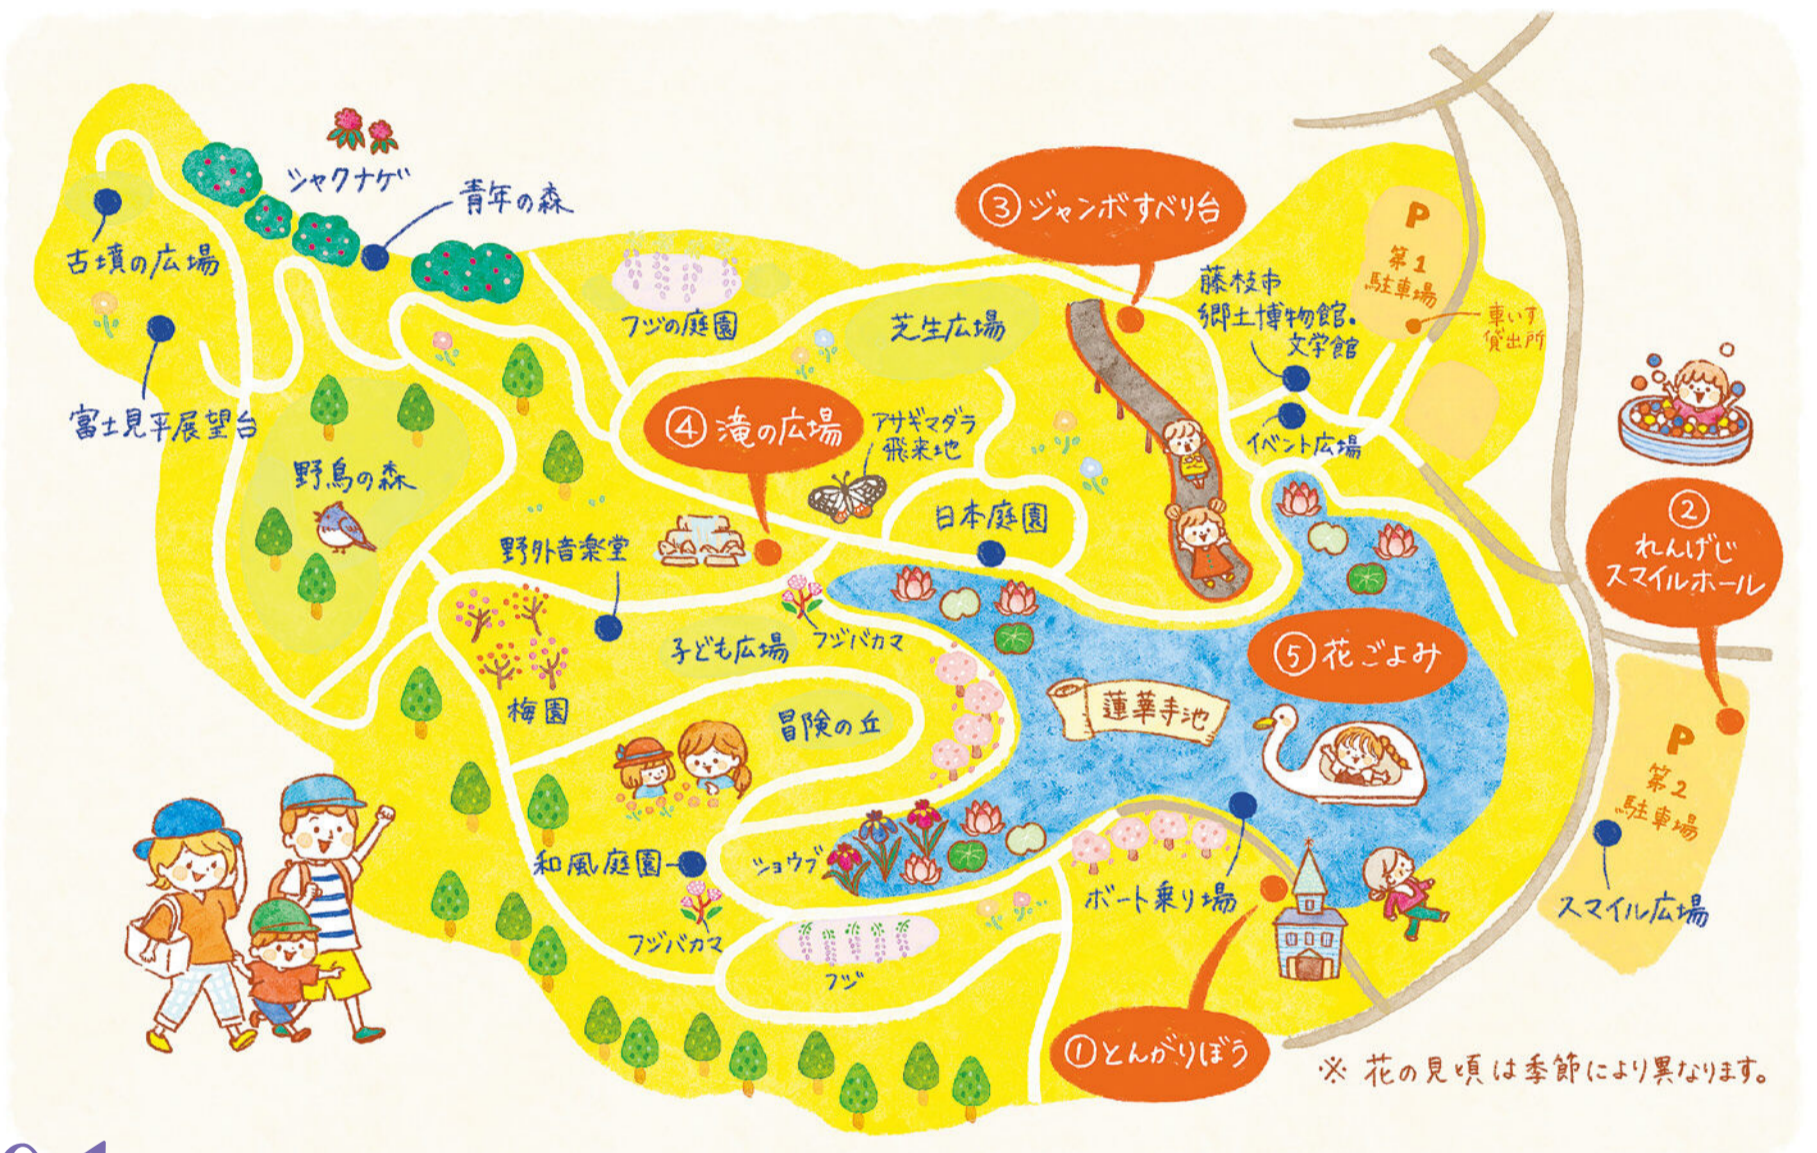 シャクナゲ
青年の森
古墳の広場
富士見平展望台
野鳥の森
フジの庭園
芝生広場
③ジャンボすべり台
P
第1
駐車場
車いす
貸出所
藤枝市
郷土博物館・
文学館
イベント広場
④滝の広場
アサギマダラ
飛来地
日本庭園
野外音楽堂
子ども広場
フジバカマ
梅園
冒険の丘
蓮華寺池
⑤花ごよみ
②
れんげじ
スマイルホール
P
第2
駐車場
スマイル広場
和風庭園
ショウブ
フジバカマ
フジ
ボート乗り場
①とんがりぼう
※花の見頃は季節により異なります。